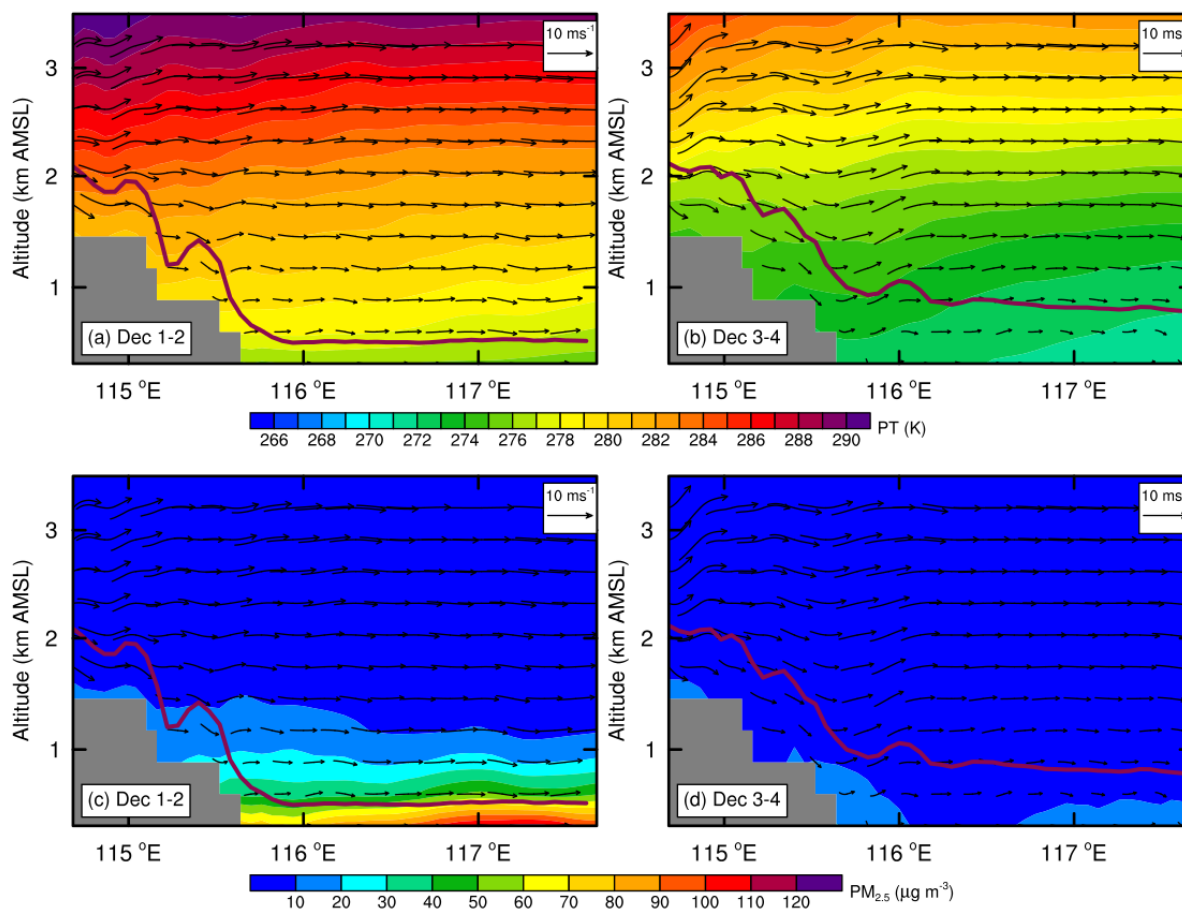 10 ms⁻¹
10 ms⁻¹
Altitude (km AMSL)
3
2
1
(a) Dec 1-2
115 °E
116 °E
117 °E
Altitude (km AMSL)
3
2
1
(b) Dec 3-4
115 °E
116 °E
117 °E
266 268 270 272 274 276 278 280 282 284 286 288 290
PT (K)
10 ms⁻¹
10 ms⁻¹
Altitude (km AMSL)
3
2
1
(c) Dec 1-2
115 °E
116 °E
117 °E
Altitude (km AMSL)
3
2
1
(d) Dec 3-4
115 °E
116 °E
117 °E
10 20 30 40 50 60 70 80 90 100 110 120
PM₂.₅ (µg m⁻³)